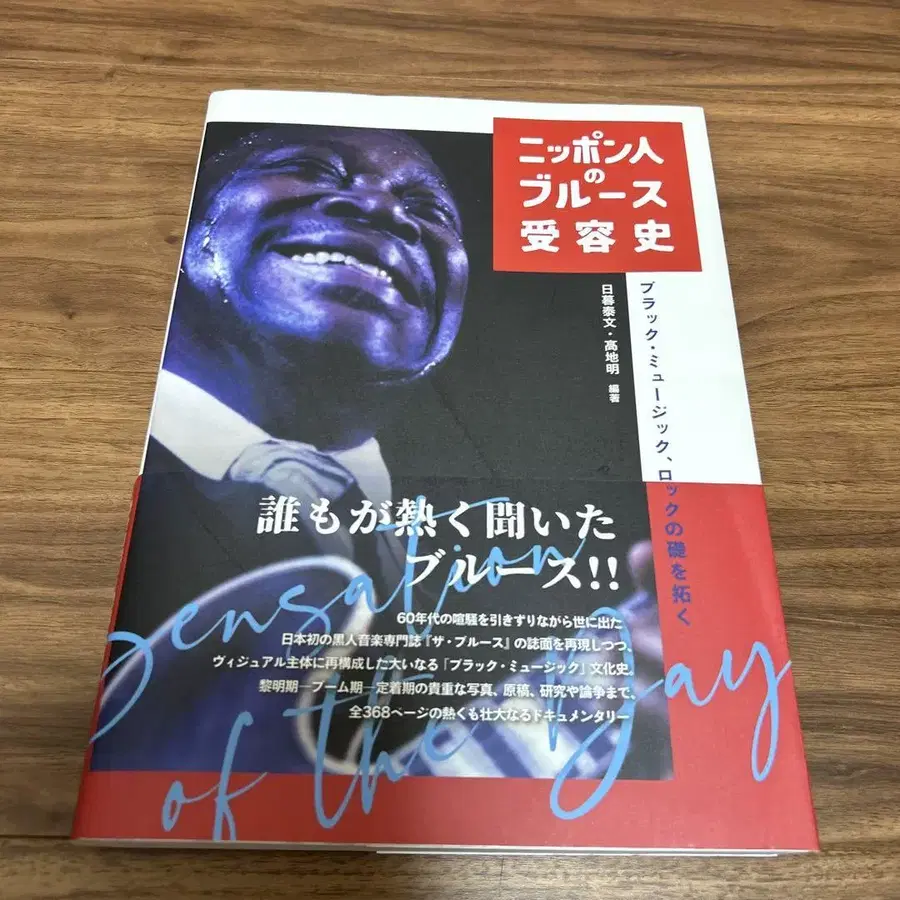 ニッポン人
の
ブルース
受容史
ブラック・ミュージック、ロックの礎を拓く
日暮泰文・高地明 編著
誰もが熱く聞いた
ブルース!!
60年代の喧騒を引きずりながら世に出た
日本初の黒人音楽専門誌『ザ・ブルース』の誌面を再現しつつ、
ヴィジュアル主体に再構成した大いなる「ブラック・ミュージック」文化史。
黎明期—ブーム期—定着期の貴重な写真、原稿、研究や論争まで、
全368ページの熱くも壮大なるドキュメンタリー
Sensation
of the Day